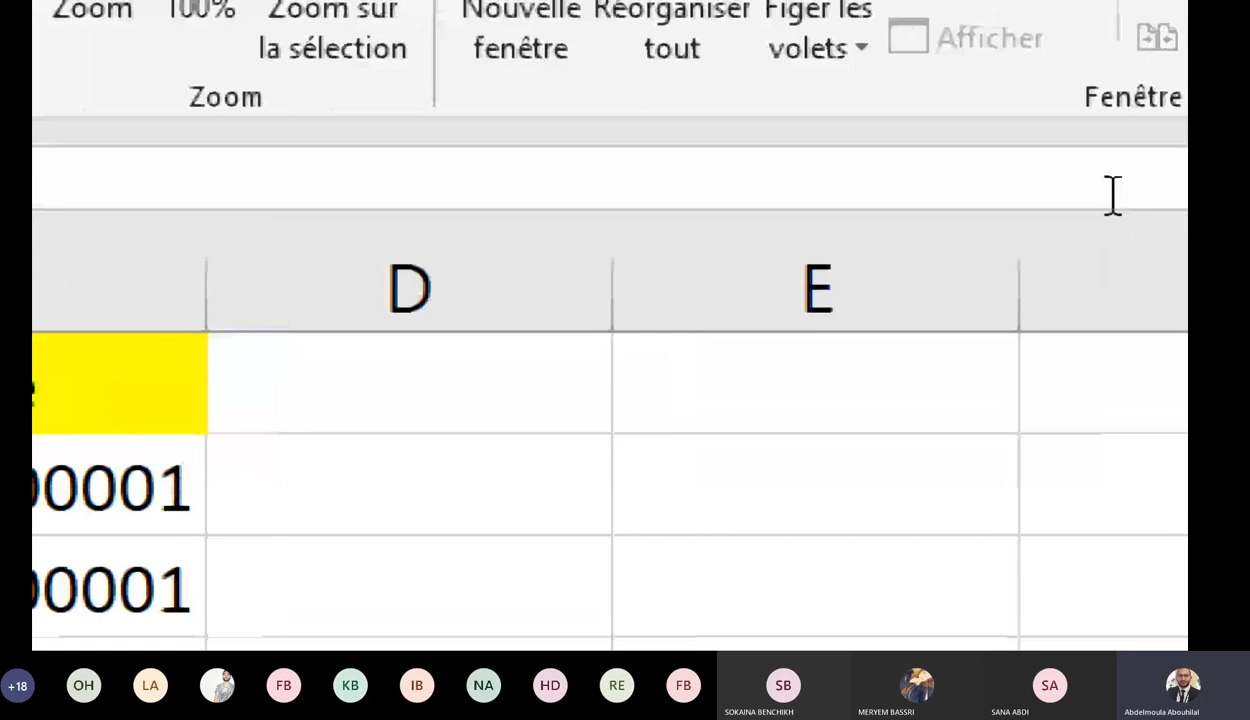 Zoom 100% Zoom sur la sélection
Nouvelle fenêtre Réorganiser tout Figer les volets
Afficher
Zoom Fenêtre
D E
e
00001
00001
+18 OH LA FB KB IB NA HD RE FB SB SA
SOKAINA BENCHIKH MERYEM BASSRI SANA ABDI Abdelmoula Abouhilal